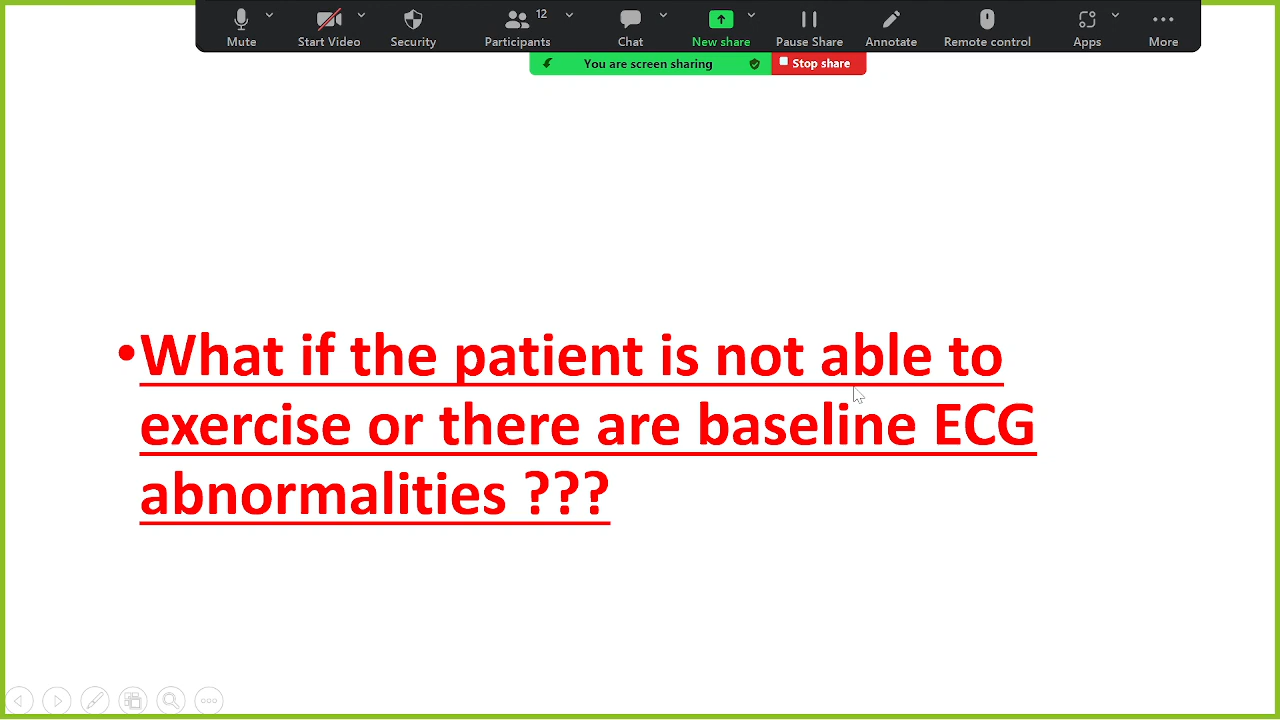 12
Mute
Start Video
Security
Participants
Chat
New share
Pause Share
Annotate
Remote control
Apps
More
You are screen sharing
Stop share
•What if the patient is not able to
exercise or there are baseline ECG
abnormalities ???